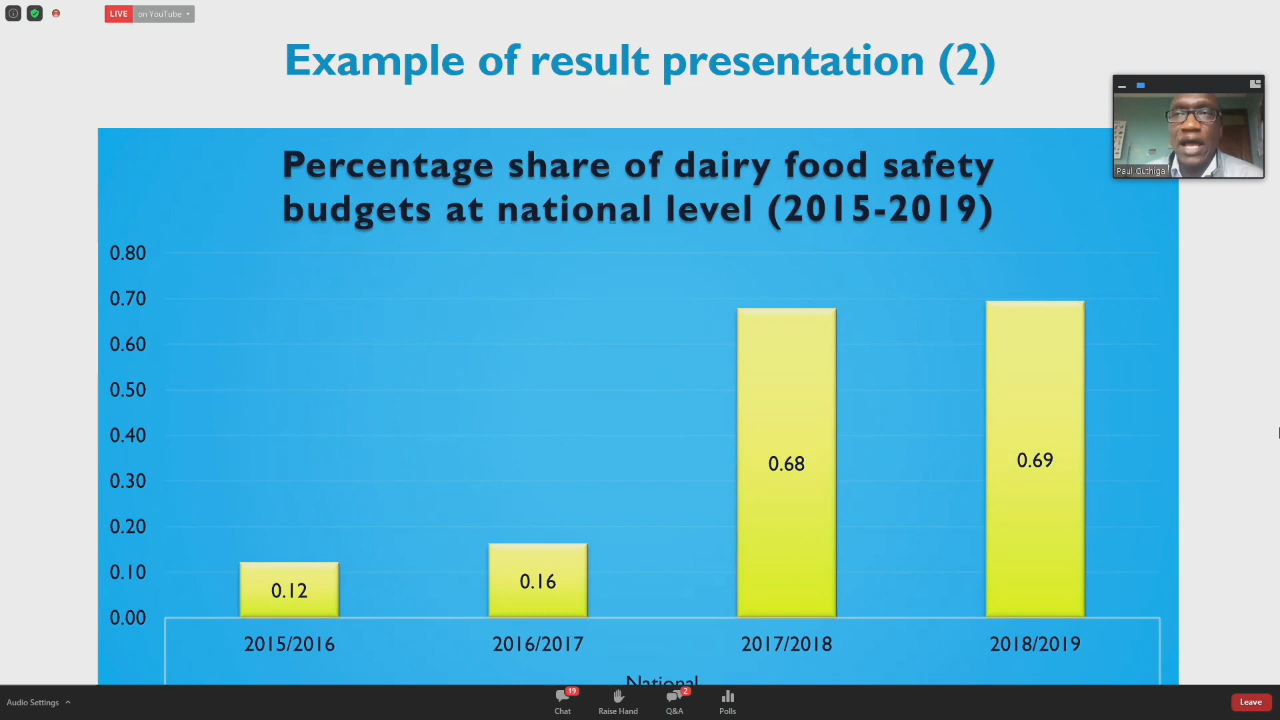 LIVE on YouTube
Example of result presentation (2)
Paul Guthiga
Percentage share of dairy food safety
budgets at national level (2015-2019)
0.80
0.70
0.60
0.50
0.40
0.30
0.20
0.10
0.00
0.12
0.16
0.68
0.69
2015/2016 2016/2017 2017/2018 2018/2019
National
Audio Settings
19
2
Chat Raise Hand Q&A Polls
Leave